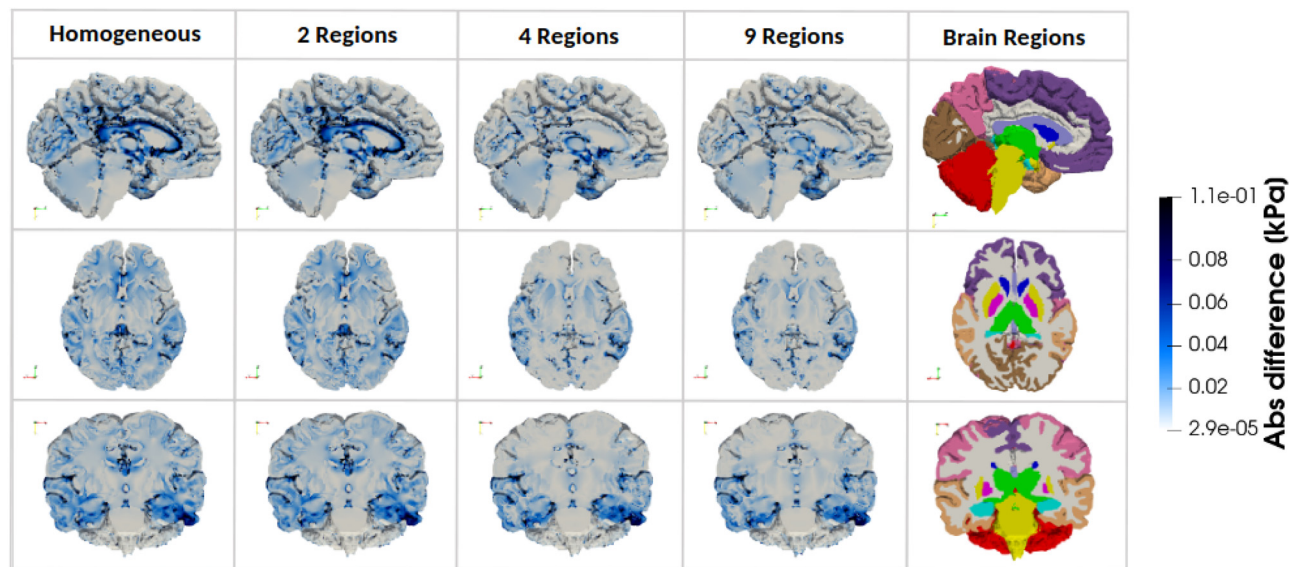 Homogeneous
2 Regions
4 Regions
9 Regions
Brain Regions
1.1e-01
0.08
0.06
0.04
0.02
2.9e-05
Abs difference (kPa)